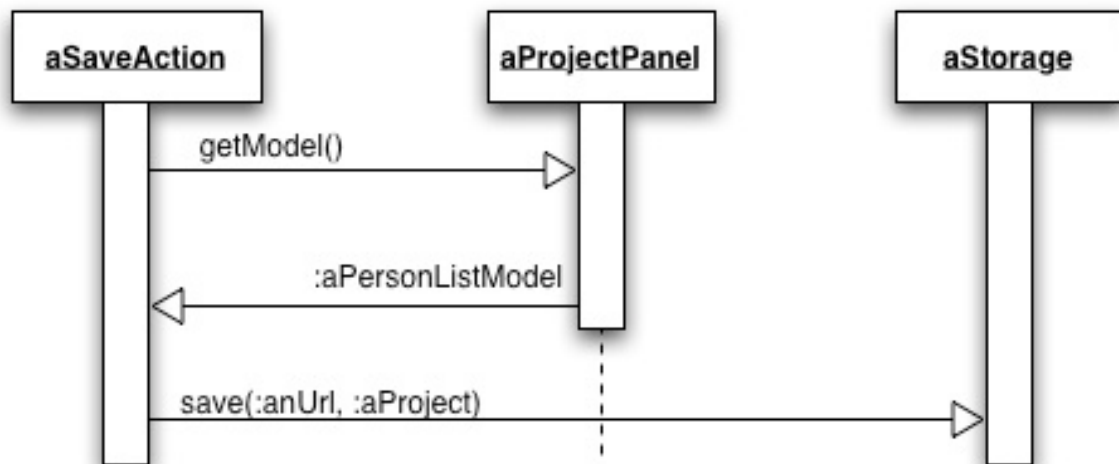 aSaveAction
aProjectPanel
aStorage
getModel()
:aPersonListModel
save(:anUrl, :aProject)